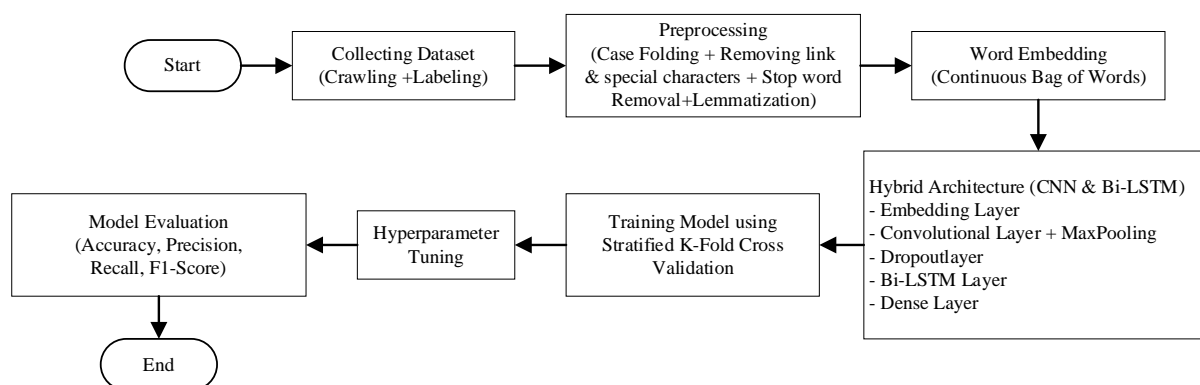 Start
Collecting Dataset
(Crawling +Labeling)
Preprocessing
(Case Folding + Removing link
& special characters + Stop word
Removal+Lemmatization)
Word Embedding
(Continuous Bag of Words)
Hybrid Architecture (CNN & Bi-LSTM)
- Embedding Layer
- Convolutional Layer + MaxPooling
- Dropoutlayer
- Bi-LSTM Layer
- Dense Layer
Training Model using
Stratified K-Fold Cross
Validation
Hyperparameter
Tuning
Model Evaluation
(Accuracy, Precision,
Recall, F1-Score)
End